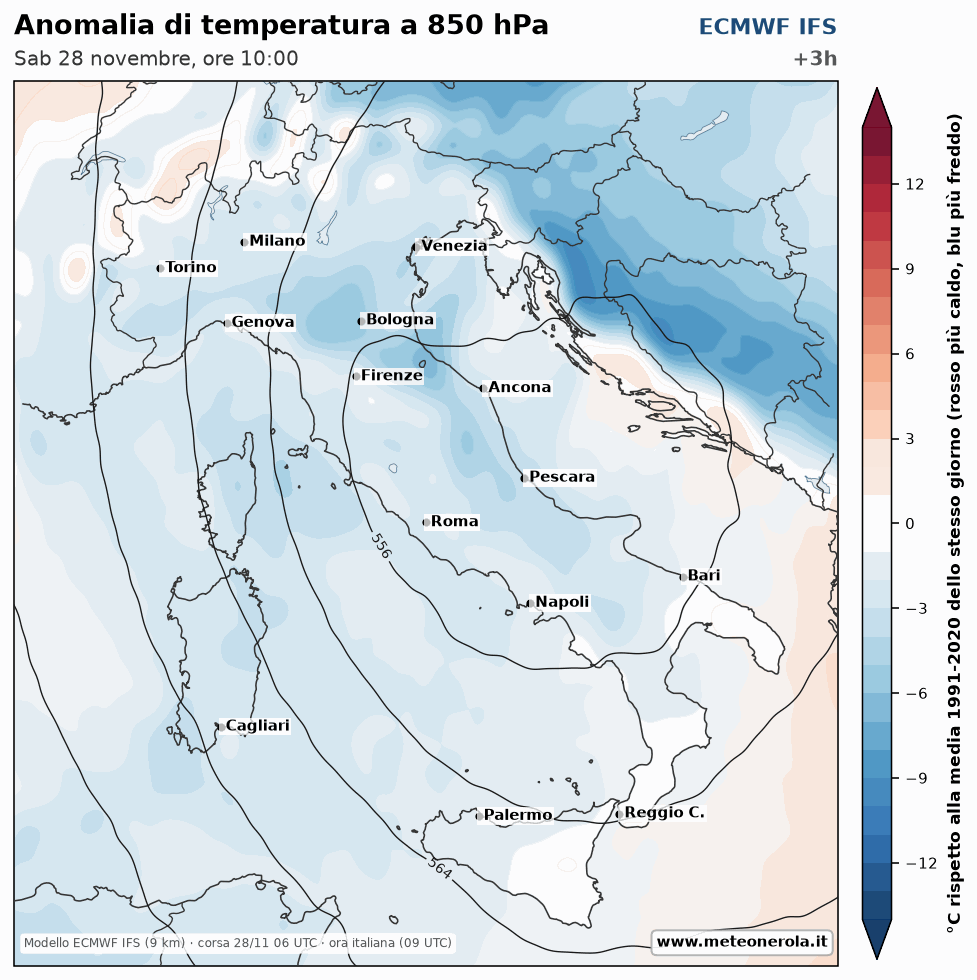 Anomalia di temperatura a 850 hPa
ECMWF IFS
Sab 28 novembre, ore 10:00
+3h
Milano
Venezia
Torino
Genova
Bologna
Firenze
Ancona
Pescara
Roma
556
Bari
Napoli
Cagliari
Palermo
Reggio C.
564
Modello ECMWF IFS (9 km) · corsa 28/11 06 UTC · ora italiana (09 UTC)
www.meteonerola.it
12
9
6
3
0
−3
−6
−9
−12
°C rispetto alla media 1991-2020 dello stesso giorno (rosso più caldo, blu più freddo)